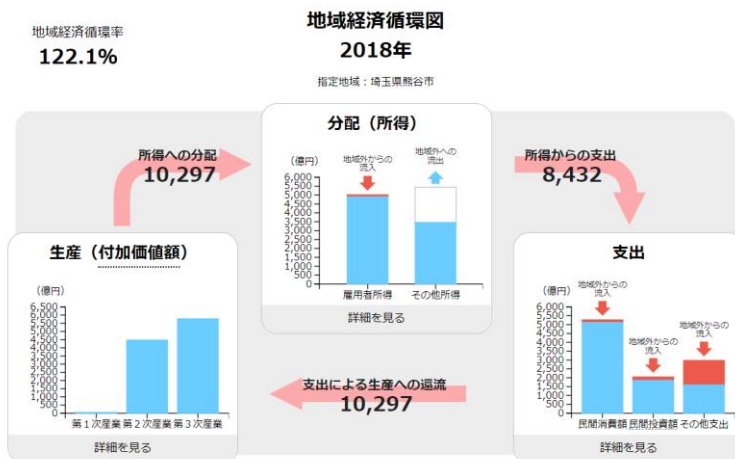 地域経済循環図
2018年
指定地域：埼玉県熊谷市
地域経済循環率
122.1%
所得への分配
10,297
分配（所得）
（億円）
地域外からの
流入
地域外への
流出
6,000
5,500
5,000
4,500
4,000
3,500
3,000
2,500
2,000
1,500
1,000
500
0
雇用者所得
その他所得
詳細を見る
所得からの支出
8,432
生産（付加価値額）
（億円）
6,500
6,000
5,500
5,000
4,500
4,000
3,500
3,000
2,500
2,000
1,500
1,000
500
0
第１次産業
第２次産業
第３次産業
詳細を見る
支出
（億円）
地域外からの
流入
地域外からの
流入
地域外からの
流入
6,000
5,500
5,000
4,500
4,000
3,500
3,000
2,500
2,000
1,500
1,000
500
0
民間消費額
民間投資額
その他支出
詳細を見る
支出による生産への還流
10,297